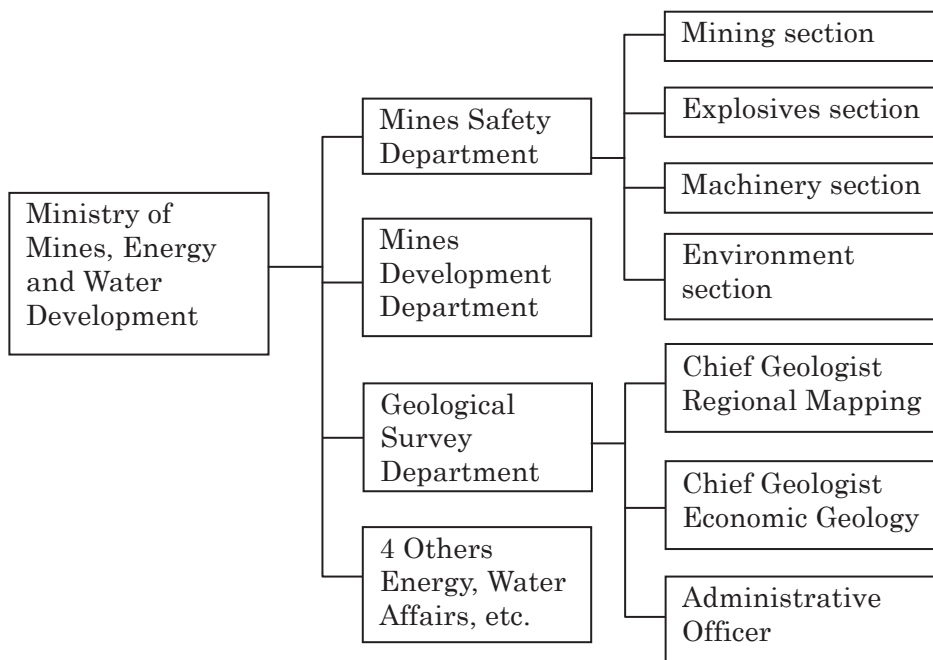 Ministry of
Mines, Energy
and Water
Development
Mines Safety
Department
Mines
Development
Department
Geological
Survey
Department
4 Others
Energy, Water
Affairs, etc.
Mining section
Explosives section
Machinery section
Environment
section
Chief Geologist
Regional Mapping
Chief Geologist
Economic Geology
Administrative
Officer